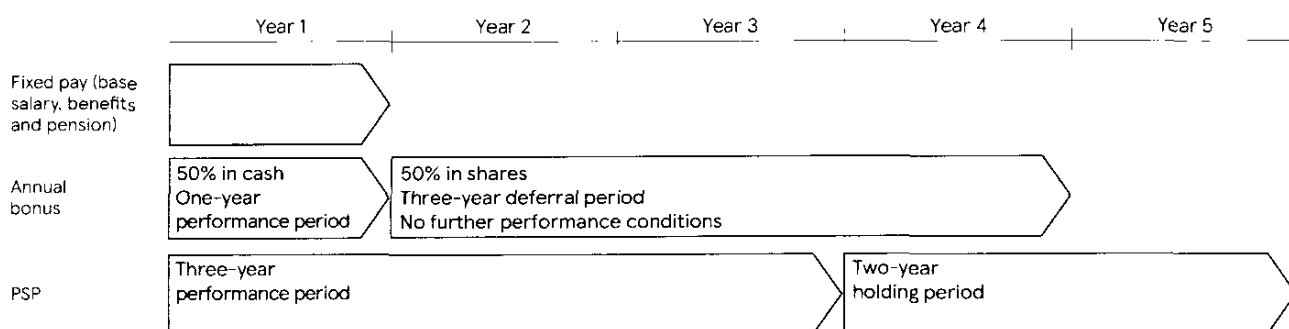 Year 1 Year 2 Year 3 Year 4 Year 5
Fixed pay (base
salary, benefits
and pension)
Annual
bonus
50% in cash
One-year
performance period
50% in shares
Three-year deferral period
No further performance conditions
PSP
Three-year
performance period
Two-year
holding period